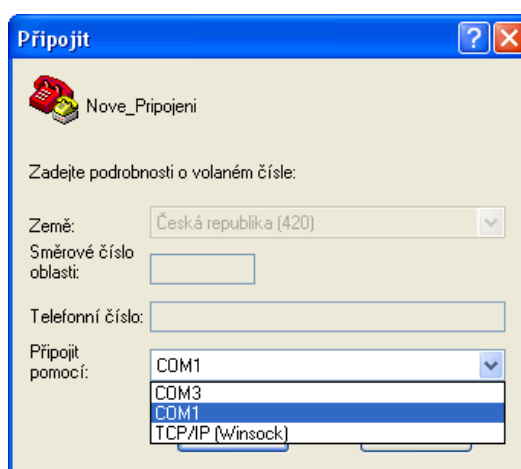 Připojit
Nove_Pripojeni
Zadejte podrobnosti o volaném čísle:
Země: Česká republika (420)
Směrové číslo
oblasti:
Telefonní číslo:
Připojit
pomocí: COM1
COM3
COM1
TCP/IP (Winsock)